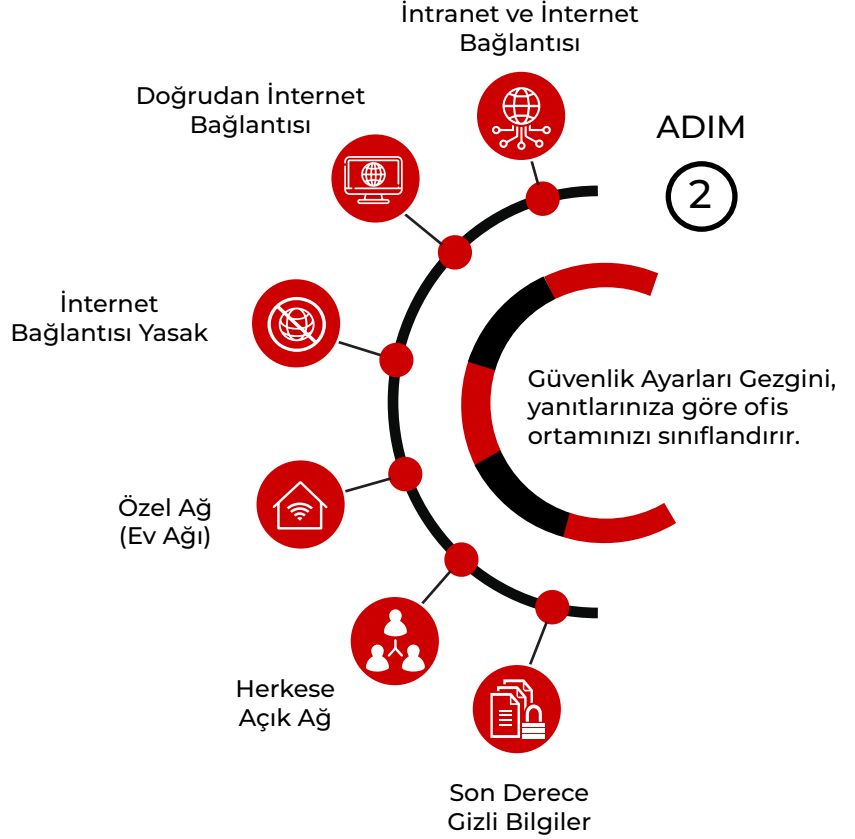 İntranet ve İnternet
Bağlantısı
Doğrudan İnternet
Bağlantısı
ADIM
2
İnternet
Bağlantısı Yasak
Güvenlik Ayarları Gezgini,
yanıtlarınıza göre ofis
ortamınızı sınıflandırır.
Özel Ağ
(Ev Ağı)
Herkese
Açık Ağ
Son Derece
Gizli Bilgiler